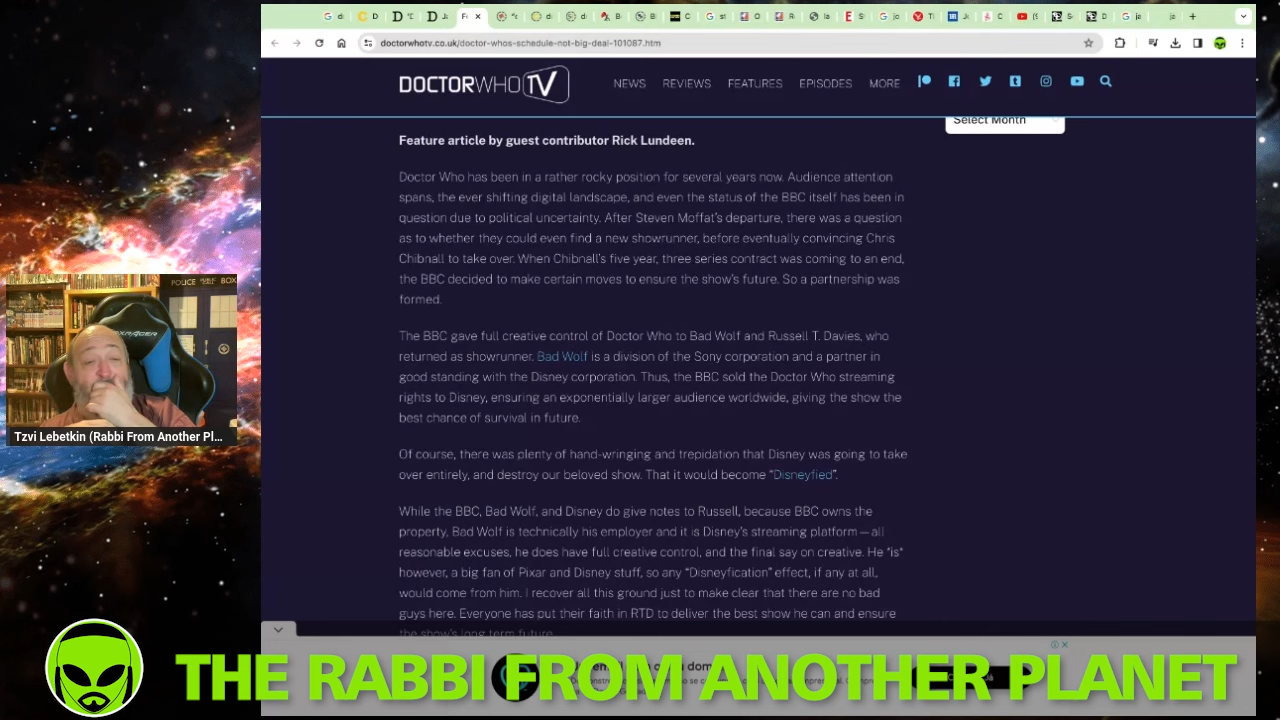 doctorwhotv.co.uk/doctor-whos-schedule-not-big-deal-101087.htm
DOCTORWHOTV
NEWS REVIEWS FEATURES EPISODES MORE
Select Month
Feature article by guest contributor Rick Lundeen.
Doctor Who has been in a rather rocky position for several years now. Audience attention
spans, the ever shifting digital landscape, and even the status of the BBC itself has been in
question due to political uncertainty. After Steven Moffat's departure, there was a question
as to whether they could even find a new showrunner, before eventually convincing Chris
Chibnall to take over. When Chibnall's five year, three series contract was coming to an end,
the BBC decided to make certain moves to ensure the show's future. So a partnership was
formed.
The BBC gave full creative control of Doctor Who to Bad Wolf and Russell T. Davies, who
returned as showrunner. Bad Wolf is a division of the Sony corporation and a partner in
good standing with the Disney corporation. Thus, the BBC sold the Doctor Who streaming
rights to Disney, ensuring an exponentially larger audience worldwide, giving the show the
best chance of survival in future.
Of course, there was plenty of hand-wringing and trepidation that Disney was going to take
over entirely, and destroy our beloved show. That it would become "Disneyfied".
While the BBC, Bad Wolf, and Disney do give notes to Russell, because BBC owns the
property, Bad Wolf is technically his employer and it is Disney's streaming platform — all
reasonable excuses, he does have full creative control, and the final say on creative. He *is*
however, a big fan of Pixar and Disney stuff, so any "Disneyfication" effect, if any at all,
would come from him. I recover all this ground just to make clear that there are no bad
guys here. Everyone has put their faith in RTD to deliver the best show he can and ensure
the show's long term future.
POLICE BOX
Tzvi Lebetkin (Rabbi From Another Pl...
THE RABBI FROM ANOTHER PLANET